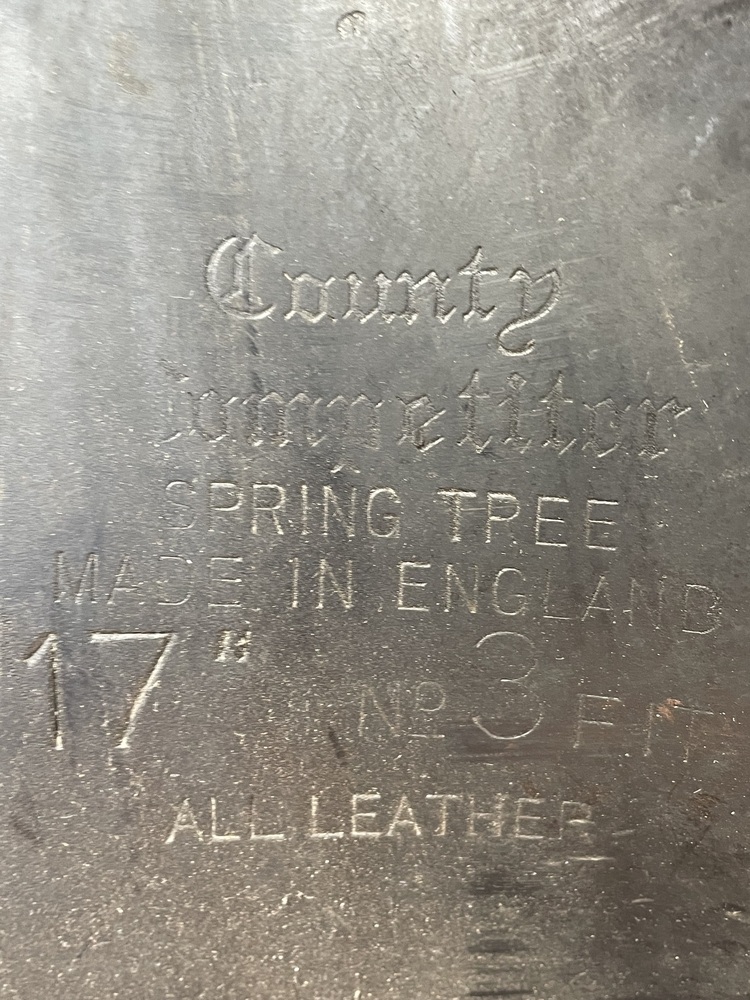 County
Competitor
SPRING TREE
MADE IN ENGLAND
17" Nº 3 FIT
ALL LEATHER